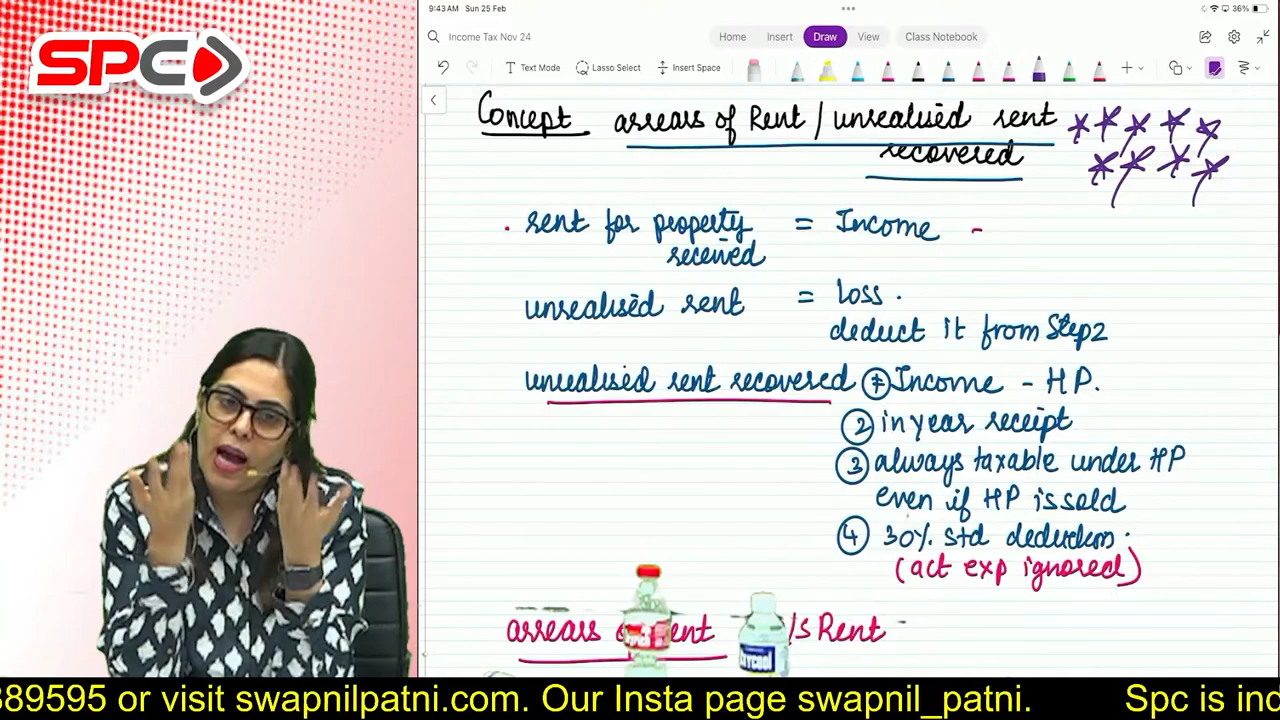 9:43 AM Sun 25 Feb
36%
SPC
Income Tax Nov 24
Home Insert Draw View Class Notebook
Text Mode Lasso Select Insert Space
Concept arrears of Rent / unrealised rent
recovered
rent for property = Income -
received
unrealised rent = loss.
deduct it from Step2
unrealised rent recovered ① Income - HP.
② in year receipt
③ always taxable under HP
even if HP is sold
④ 30% std deduction.
(act exp ignored)
arrears Rent /s Rent
389595 or visit swapnilpatni.com. Our Insta page swapnil_patni. Spc is ind